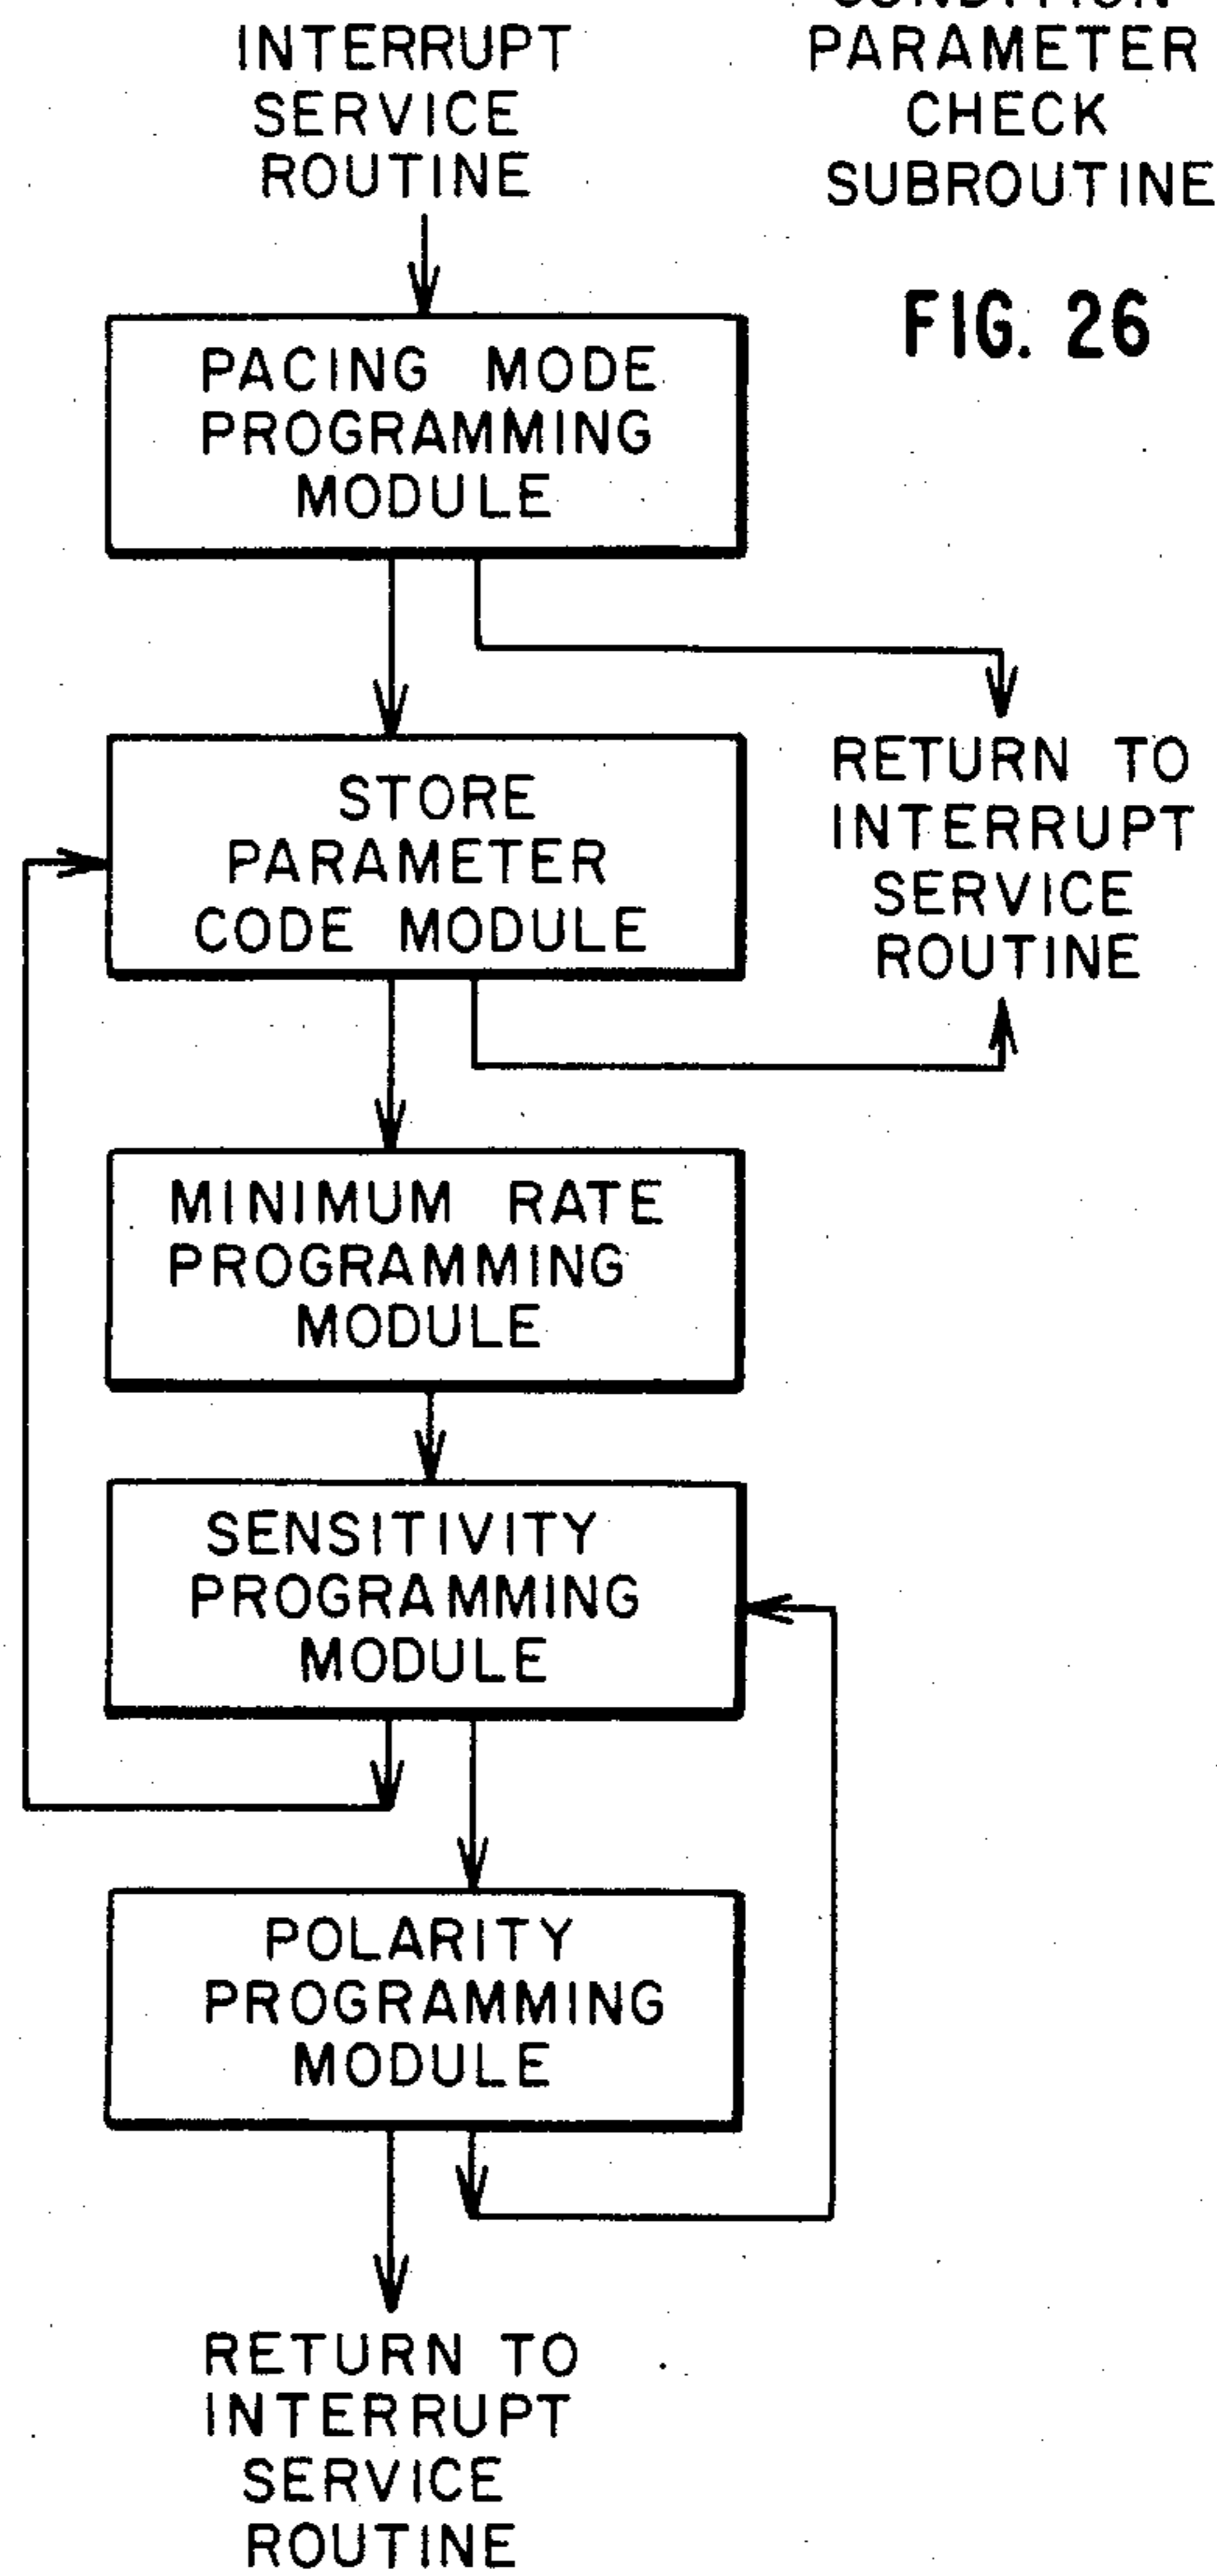 INTERRUPT
SERVICE
ROUTINE
CONDITION
PARAMETER
CHECK
SUBROUTINE
FIG. 26
PACING MODE
PROGRAMMING
MODULE
STORE
PARAMETER
CODE MODULE
RETURN TO
INTERRUPT
SERVICE
ROUTINE
MINIMUM RATE
PROGRAMMING
MODULE
SENSITIVITY
PROGRAMMING
MODULE
POLARITY
PROGRAMMING
MODULE
RETURN TO
INTERRUPT
SERVICE
ROUTINE